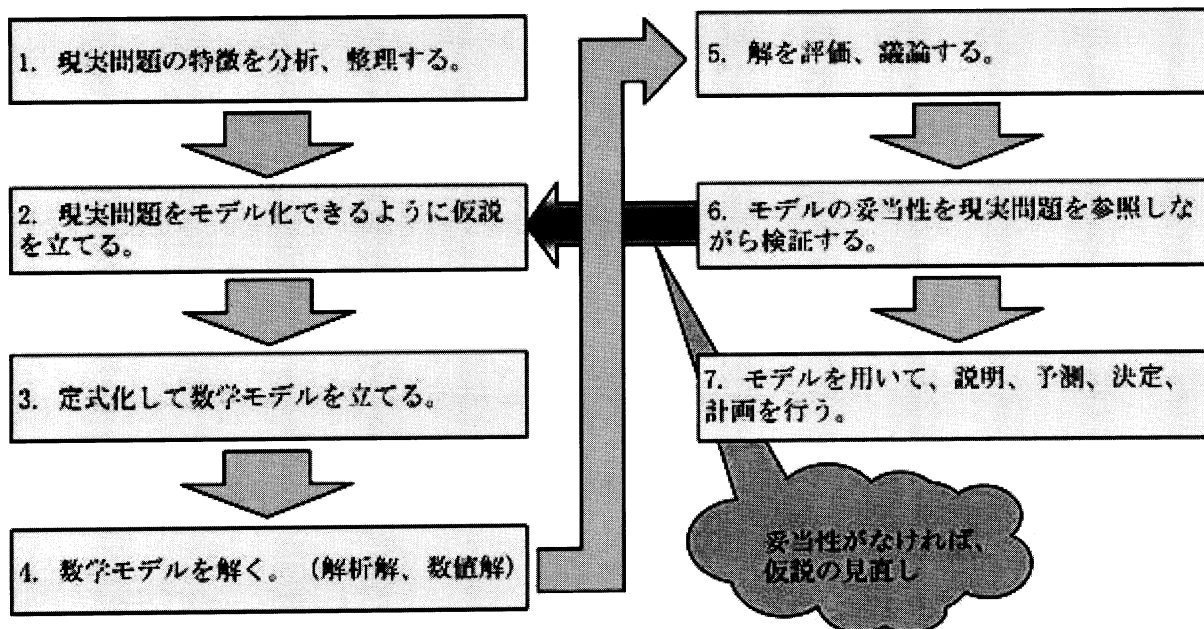 1. 現実問題の特徴を分析、整理する。
2. 現実問題をモデル化できるように仮説
を立てる。
3. 定式化して数学モデルを立てる。
4. 数学モデルを解く。（解析解、数値解）
5. 解を評価、議論する。
6. モデルの妥当性を現実問題を参照しな
がら検証する。
7. モデルを用いて、説明、予測、決定、
計画を行う。
妥当性がなければ、
仮説の見直し